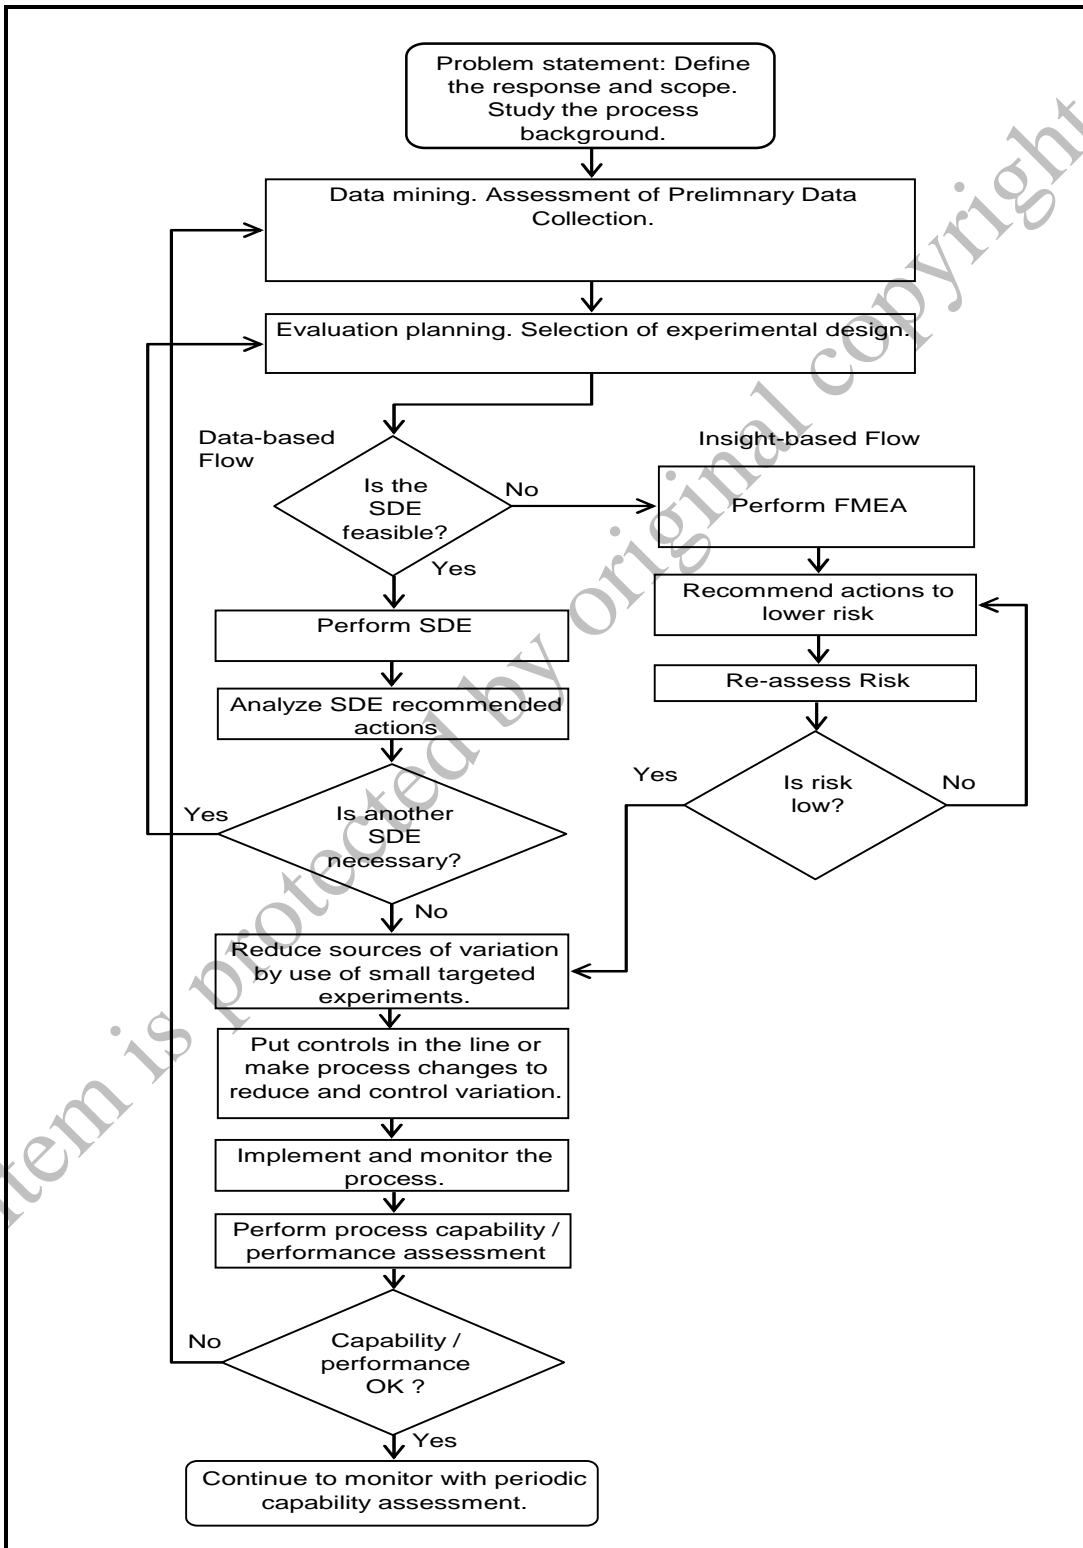 Problem statement: Define
the response and scope.
Study the process
background.
Data mining. Assessment of Prelimnary Data
Collection.
Evaluation planning. Selection of experimental design.
Data-based
Flow
Insight-based Flow
Is the
SDE
feasible?
No
Yes
Perform FMEA
Recommend actions to
lower risk
Perform SDE
Re-assess Risk
Analyze SDE recommended
actions
Yes
Is risk
low?
No
Yes
Is another
SDE
necessary?
No
Reduce sources of variation
by use of small targeted
experiments.
Put controls in the line or
make process changes to
reduce and control variation.
Implement and monitor the
process.
Perform process capability /
performance assessment
No
Capability /
performance
OK ?
Yes
Continue to monitor with periodic
capability assessment.
item is protected by original copyright